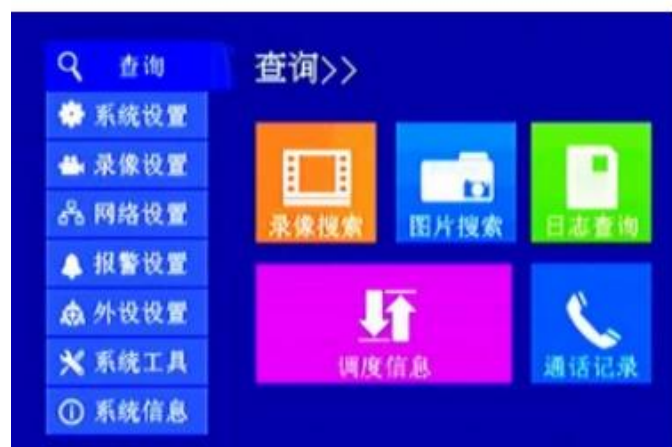 查询
系统设置
录像设置
网络设置
报警设置
外设设置
系统工具
系统信息
查询>>
录像搜索
图片搜索
日志查询
调度信息
通话记录